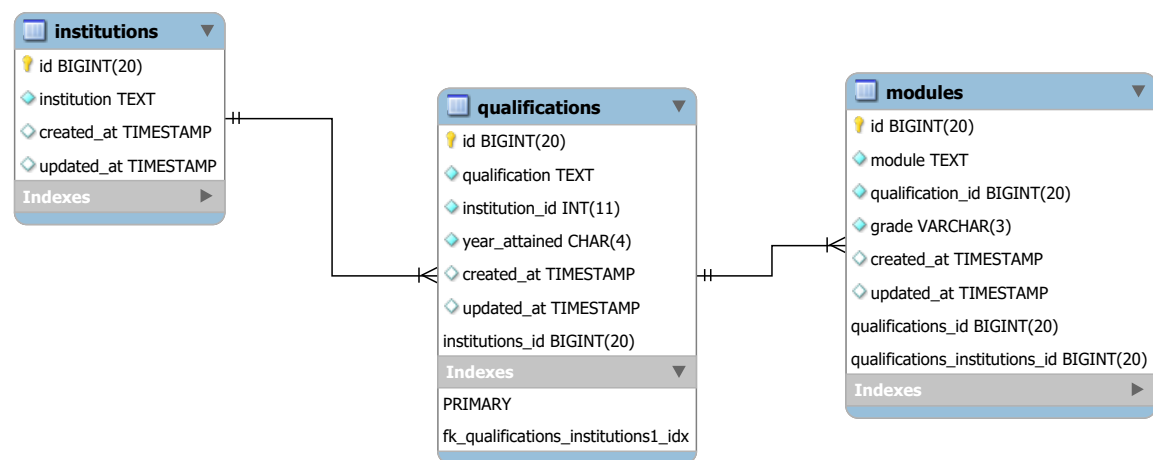 institutions
id BIGINT(20)
institution TEXT
created_at TIMESTAMP
updated_at TIMESTAMP
Indexes
qualifications
id BIGINT(20)
qualification TEXT
institution_id INT(11)
year_attained CHAR(4)
created_at TIMESTAMP
updated_at TIMESTAMP
institutions_id BIGINT(20)
Indexes
PRIMARY
fk_qualifications_institutions1_idx
modules
id BIGINT(20)
module TEXT
qualification_id BIGINT(20)
grade VARCHAR(3)
created_at TIMESTAMP
updated_at TIMESTAMP
qualifications_id BIGINT(20)
qualifications_institutions_id BIGINT(20)
Indexes